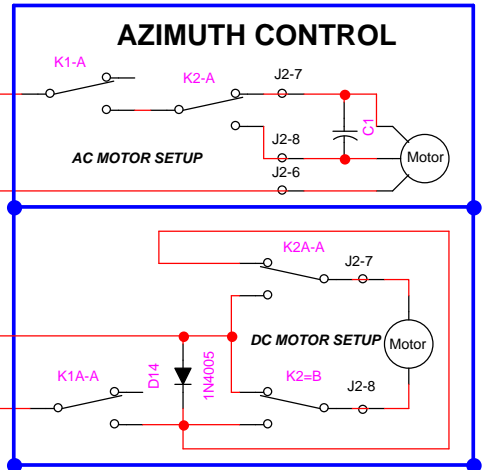 AZIMUTH CONTROL
K1-A
K2-A
J2-7
C1
J2-8
Motor
AC MOTOR SETUP
J2-6
K2A-A
J2-7
DC MOTOR SETUP
Motor
K1A-A
D14
1N4005
K2=B
J2-8